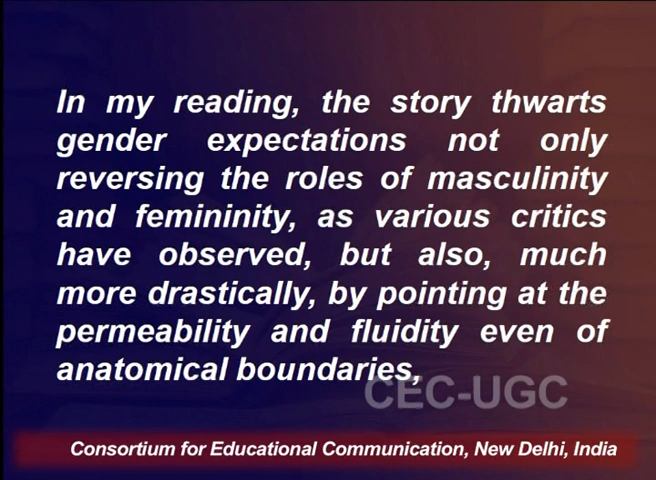 In my reading, the story thwarts
gender expectations not only
reversing the roles of masculinity
and femininity, as various critics
have observed, but also, much
more drastically, by pointing at the
permeability and fluidity even of
anatomical boundaries,
CEC-UGC
Consortium for Educational Communication, New Delhi, India